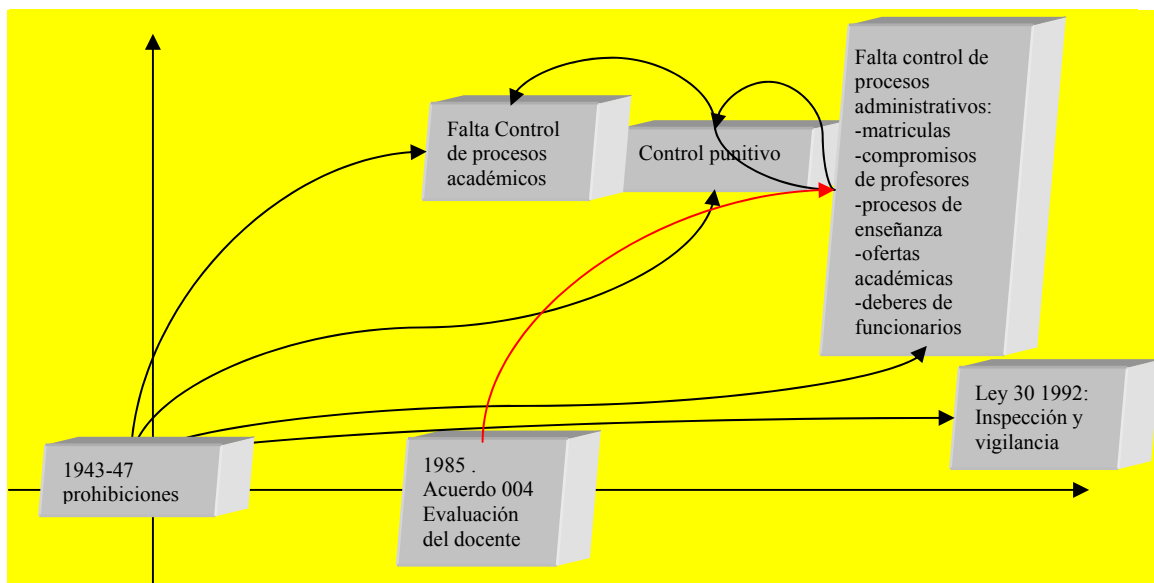 Falta Control
de procesos
académicos
Control punitivo
Falta control de
procesos
administrativos:
-matriculas
-compromisos
de profesores
-procesos de
enseñanza
-ofertas
académicas
-deberes de
funcionarios
Ley 30 1992:
Inspección y
vigilancia
1943-47
prohibiciones
1985 .
Acuerdo 004
Evaluación
del docente